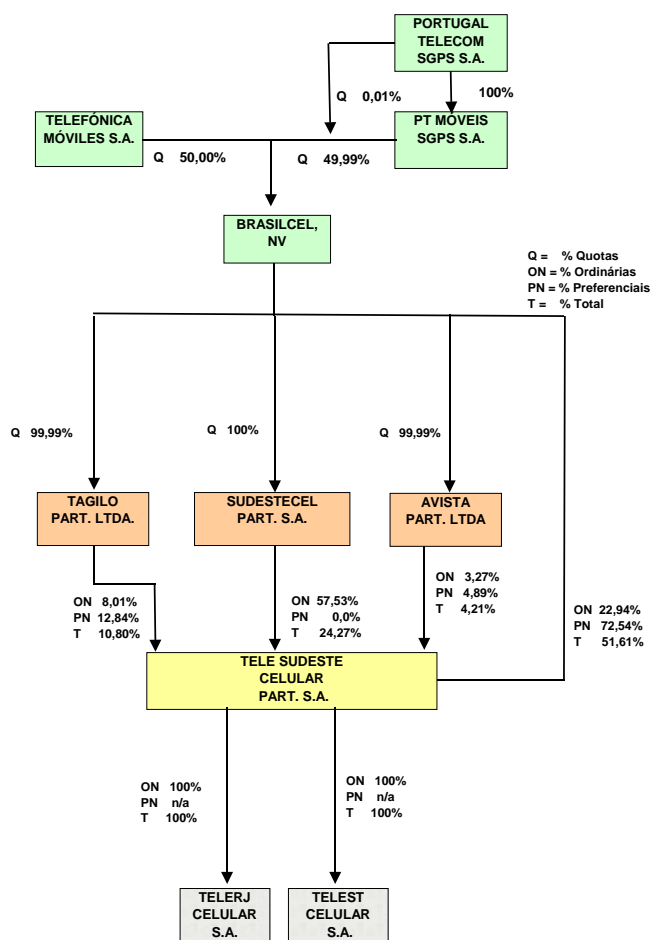 PORTUGAL
TELECOM
SGPS S.A.
Q 0,01%
100%
TELEFÓNICA
MÓVILES S.A.
PT MÓVEIS
SGPS S.A.
Q 50,00%
Q 49,99%
BRASILCEL,
NV
Q = % Quotas
ON = % Ordinárias
PN = % Preferenciais
T = % Total
Q 99,99%
Q 100%
Q 99,99%
TAGILO
PART. LTDA.
SUDESTECEL
PART. S.A.
AVISTA
PART. LTDA
ON 8,01%
PN 12,84%
T 10,80%
ON 57,53%
PN 0,0%
T 24,27%
ON 3,27%
PN 4,89%
T 4,21%
ON 22,94%
PN 72,54%
T 51,61%
TELE SUDESTE
CELULAR
PART. S.A.
ON 100%
PN n/a
T 100%
ON 100%
PN n/a
T 100%
TELERJ
CELULAR
S.A.
TELEST
CELULAR
S.A.